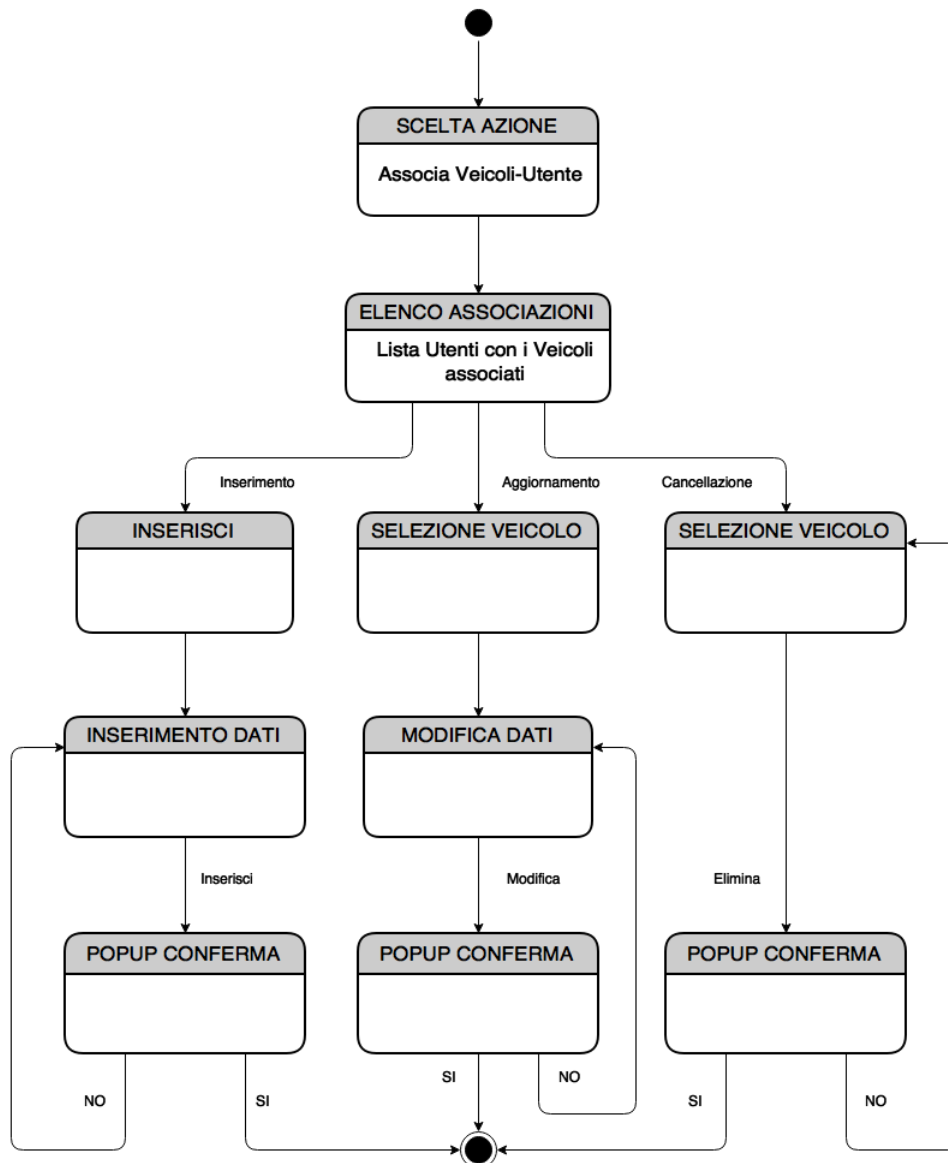 SCELTA AZIONE
Associa Veicoli-Utente
ELENCO ASSOCIAZIONI
Lista Utenti con i Veicoli
associati
Inserimento
Aggiornamento
Cancellazione
INSERISCI
SELEZIONE VEICOLO
SELEZIONE VEICOLO
INSERIMENTO DATI
MODIFICA DATI
Inserisci
Modifica
Elimina
POPUP CONFERMA
POPUP CONFERMA
POPUP CONFERMA
NO
SI
SI
NO
SI
NO